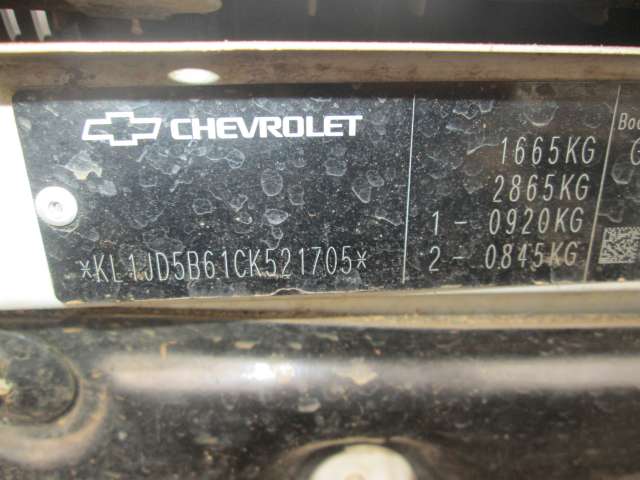 CHEVROLET
*KL1JD5B61CK521705*
1665KG
2865KG
1 - 0920KG
2 - 0845KG